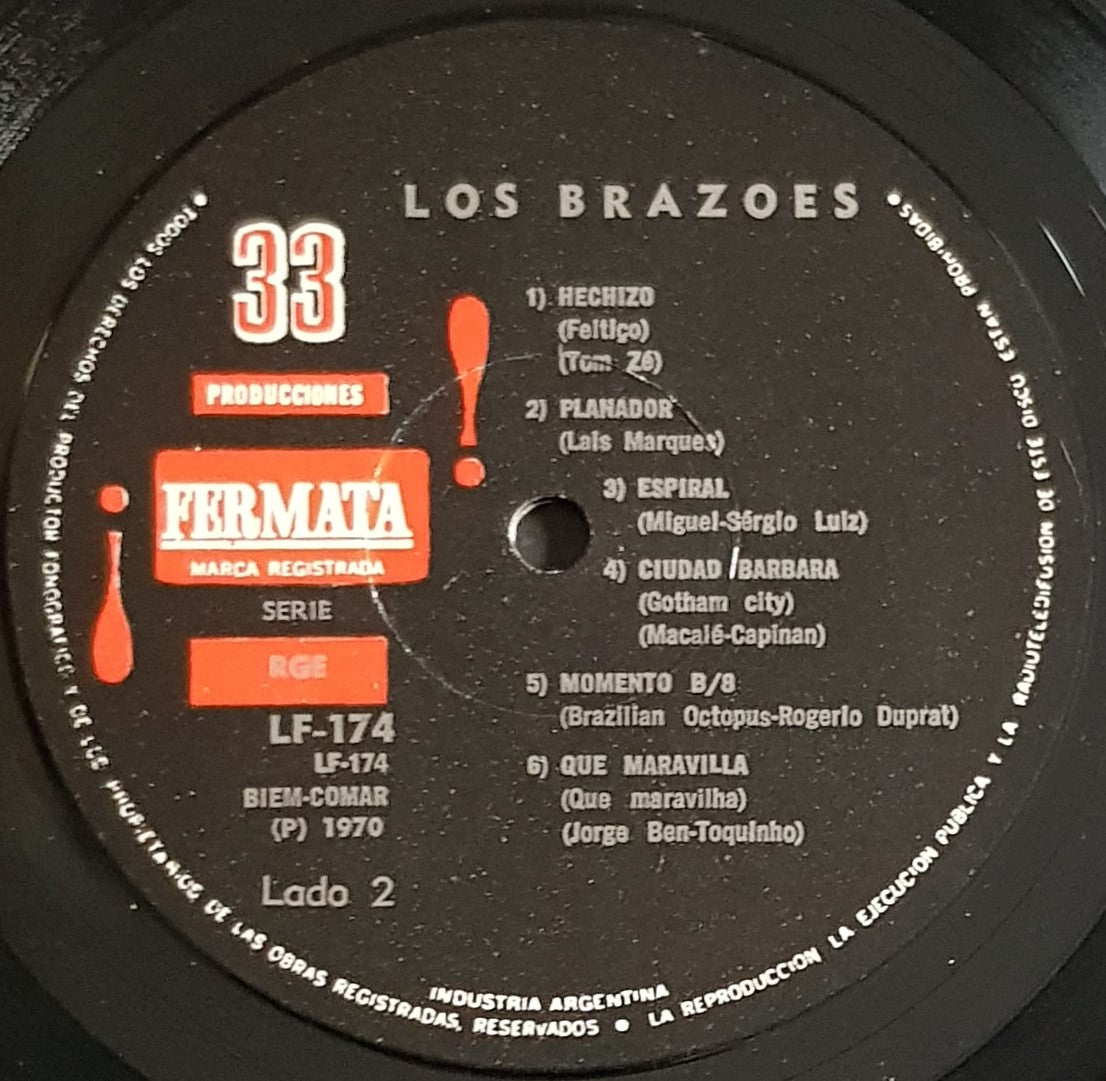 LOS BRAZOES
33
PRODUCCIONES
FERMATA
MARCA REGISTRADA
SERIE
RGE
LF-174
LF-174
BIEM-COMAR
(P) 1970
Lado 2
1) HECHIZO
(Feitiço)
(Tom Zé)
2) PLANADOR
(Lais Marques)
3) ESPIRAL
(Miguel-Sérgio Luiz)
4) CIUDAD BARBARA
(Gotham city)
(Macalé-Capinan)
5) MOMENTO B/8
(Brazilian Octopus-Rogerio Duprat)
6) QUE MARAVILLA
(Que maravilha)
(Jorge Ben-Toquinho)
INDUSTRIA ARGENTINA
• TODOS LOS DERECHOS DEL PRODUCTOR FONOGRAFICO Y DE LOS PROPIETARIOS DE LAS OBRAS REGISTRADAS, RESERVADOS • LA REPRODUCCION LA EJECUCION PUBLICA Y LA RADIOTELEDIFUSION DE ESTE DISCO ESTAN PROHIBIDAS •